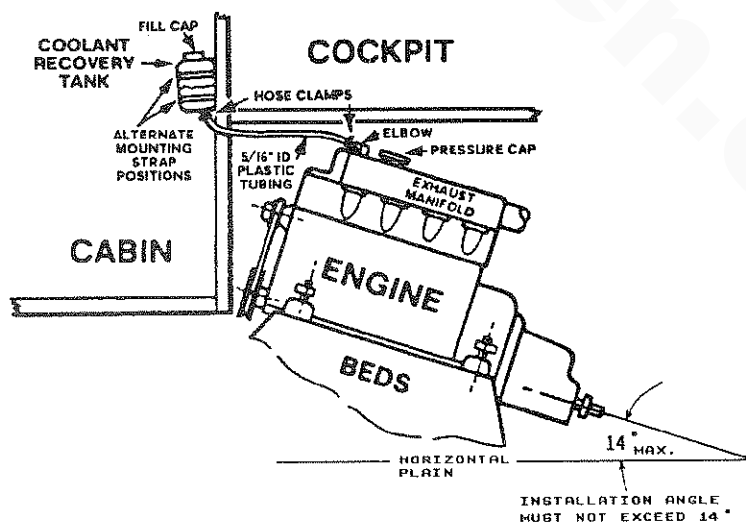 FILL CAP
COOLANT
RECOVERY
TANK
COCKPIT
HOSE CLAMPS
ELBOW
PRESSURE CAP
ALTERNATE
MOUNTING
STRAP
POSITIONS
5/16" ID
PLASTIC
TUBING
EXHAUST
MANIFOLD
CABIN
ENGINE
BEDS
14° MAX.
HORIZONTAL
PLAIN
INSTALLATION ANGLE
MUST NOT EXCEED 14°